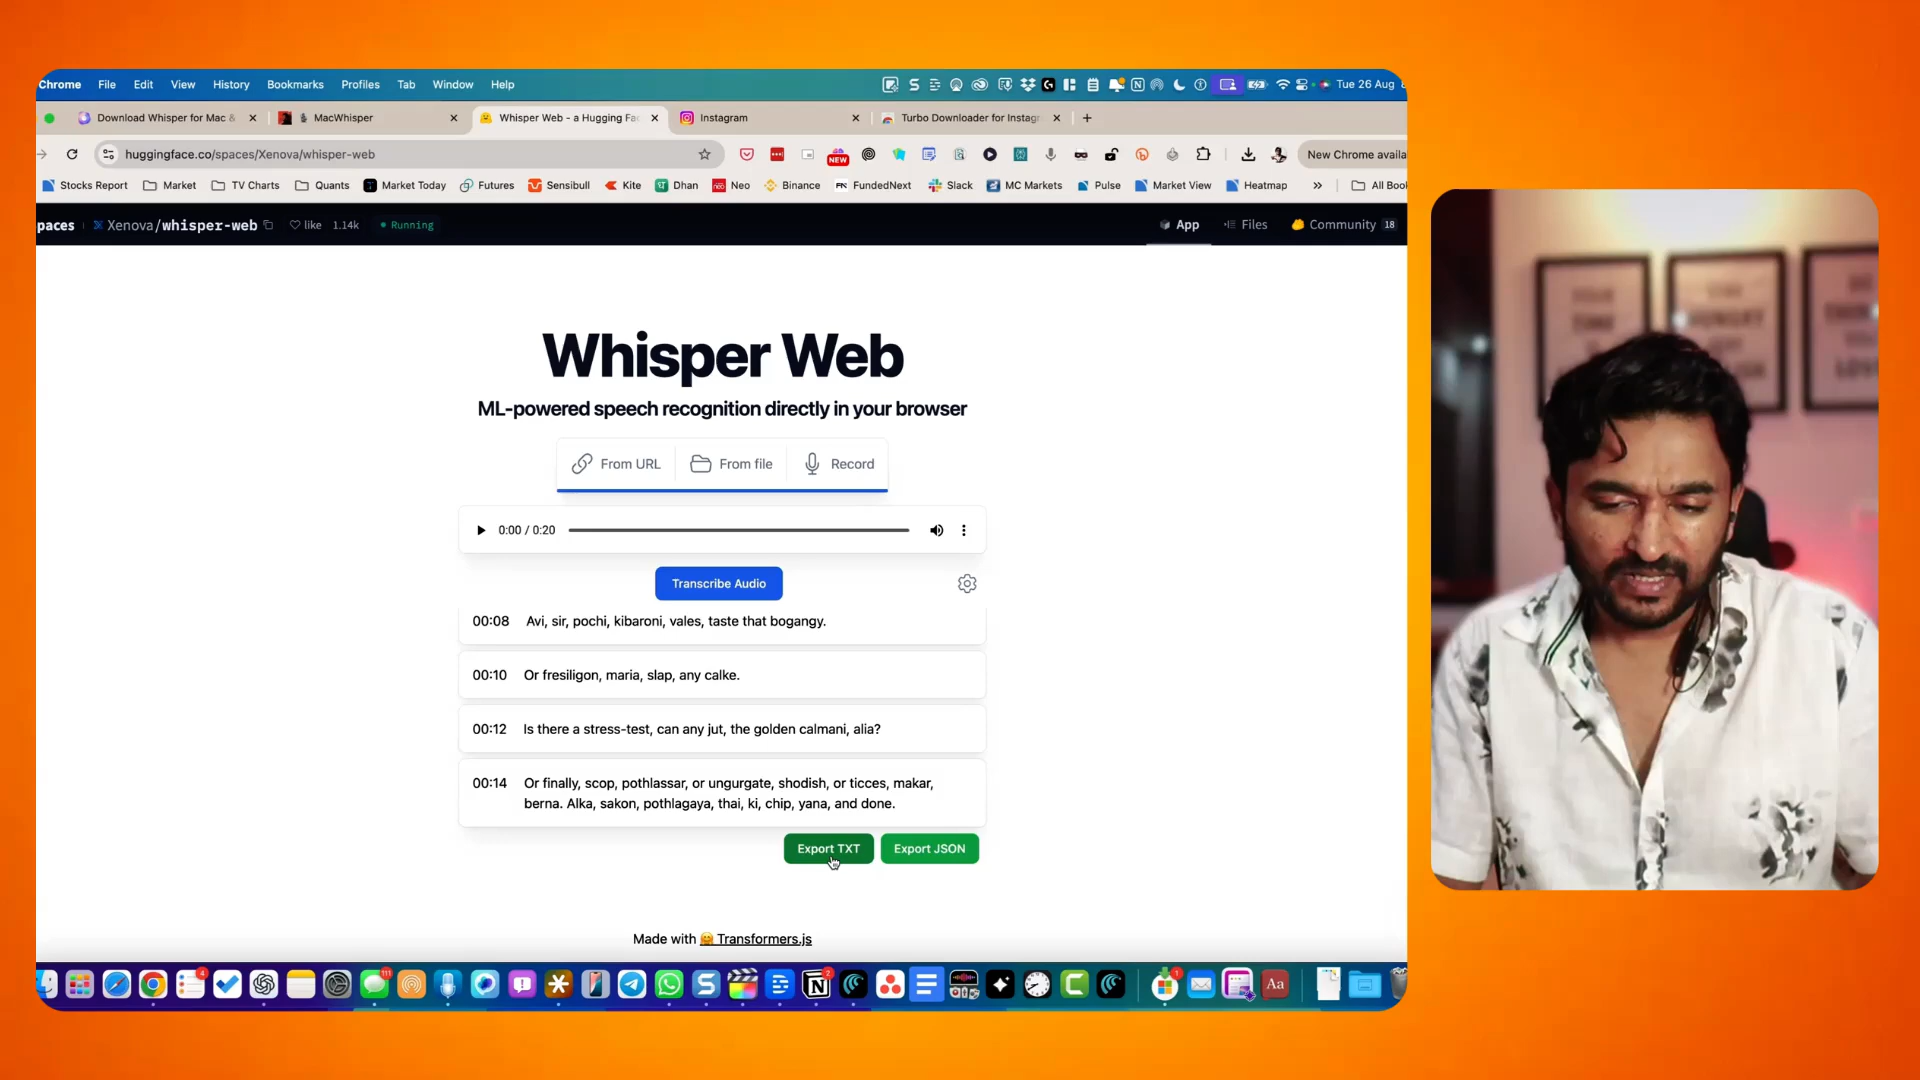 Chrome File Edit View History Bookmarks Profiles Tab Window Help Tue 26 Aug
Download Whisper for Mac & MacWhisper Whisper Web - a Hugging Fac Instagram Turbo Downloader for Instagr
huggingface.co/spaces/Xenova/whisper-web NEW New Chrome availa
Stocks Report Market TV Charts Quants Market Today Futures Sensibull Kite Dhan Neo Binance FundedNext Slack MC Markets Pulse Market View Heatmap » All Book
paces Xenova/whisper-web like 1.14k Running App Files Community 18
Whisper Web
ML-powered speech recognition directly in your browser
From URL From file Record
0:00 / 0:20
Transcribe Audio
00:08 Avi, sir, pochi, kibaroni, vales, taste that bogangy.
00:10 Or fresiligon, maria, slap, any calke.
00:12 Is there a stress-test, can any jut, the golden calmani, alia?
00:14 Or finally, scop, pothlassar, or ungurgate, shodish, or ticces, makar,
berna. Alka, sakon, pothlagaya, thai, ki, chip, yana, and done.
Export TXT Export JSON
Made with 🤗 Transformers.js